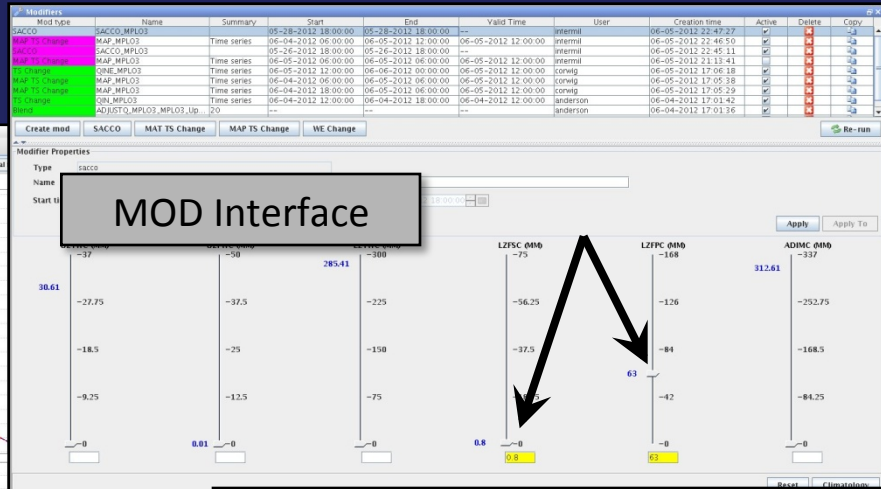 Modifiers
Mod type Name Summary Start End Valid Time User Creation time Active Delete Copy
SACCO SACCO_MPLO3 05-28-2012 18:00:00 05-28-2012 18:00:00 -- intermil 06-05-2012 22:47:27
MAP TS Change MAP_MPLO3 Time series 06-04-2012 06:00:00 06-05-2012 12:00:00 06-05-2012 12:00:00 intermil 06-05-2012 22:46:50
SACCO SACCO_MPLO3 05-26-2012 18:00:00 05-26-2012 18:00:00 -- intermil 06-05-2012 22:45:11
MAP TS Change MAP_MPLO3 Time series 06-05-2012 06:00:00 06-05-2012 06:00:00 06-05-2012 12:00:00 intermil 06-05-2012 21:13:41
TS Change QINE_MPLO3 Time series 06-05-2012 12:00:00 06-06-2012 00:00:00 06-05-2012 12:00:00 corwig 06-05-2012 17:06:18
MAP TS Change MAP_MPLO3 Time series 06-05-2012 06:00:00 06-05-2012 06:00:00 06-05-2012 12:00:00 corwig 06-05-2012 17:05:38
MAP TS Change MAP_MPLO3 Time series 06-04-2012 18:00:00 06-05-2012 06:00:00 06-05-2012 12:00:00 corwig 06-05-2012 17:05:29
TS Change QIN_MPLO3 Time series 06-04-2012 12:00:00 06-04-2012 18:00:00 06-04-2012 12:00:00 anderson 06-04-2012 17:01:42
Blend ADJUSTQ_MPLO3_MPLO3_Up... 20 -- -- anderson 06-04-2012 17:01:36
Create mod SACCO MAT TS Change MAP TS Change WE Change Re-run
Modifier Properties
Type sacco
Name
Start ti
MOD Interface
Apply Apply To
LZFSC (MM) LZFPC (MM) ADIMC (MM)
-37 -50 -300 -75 -168 -337
285.41 312.61
30.61
-27.75 -37.5 -225 -56.25 -126 -252.75
-18.5 -25 -150 -37.5 -84 -168.5
63
-9.25 -12.5 -75 -42 -84.25
-0 0.01 -0 -0 0.8 -0 -0 -0
0.8 63
Reset Climatology